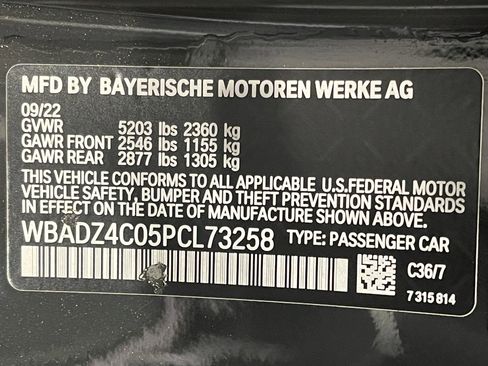 MFD BY BAYERISCHE MOTOREN WERKE AG
09/22
GVWR 5203 lbs 2360 kg
GAWR FRONT 2546 lbs 1155 kg
GAWR REAR 2877 lbs 1305 kg
THIS VEHICLE CONFORMS TO ALL APPLICABLE U.S.FEDERAL MOTOR
VEHICLE SAFETY, BUMPER AND THEFT PREVENTION STANDARDS
IN EFFECT ON THE DATE OF MANUFACTURE SHOWN ABOVE.
WBADZ4C05PCL73258 TYPE: PASSENGER CAR
C36/7
7 315 814